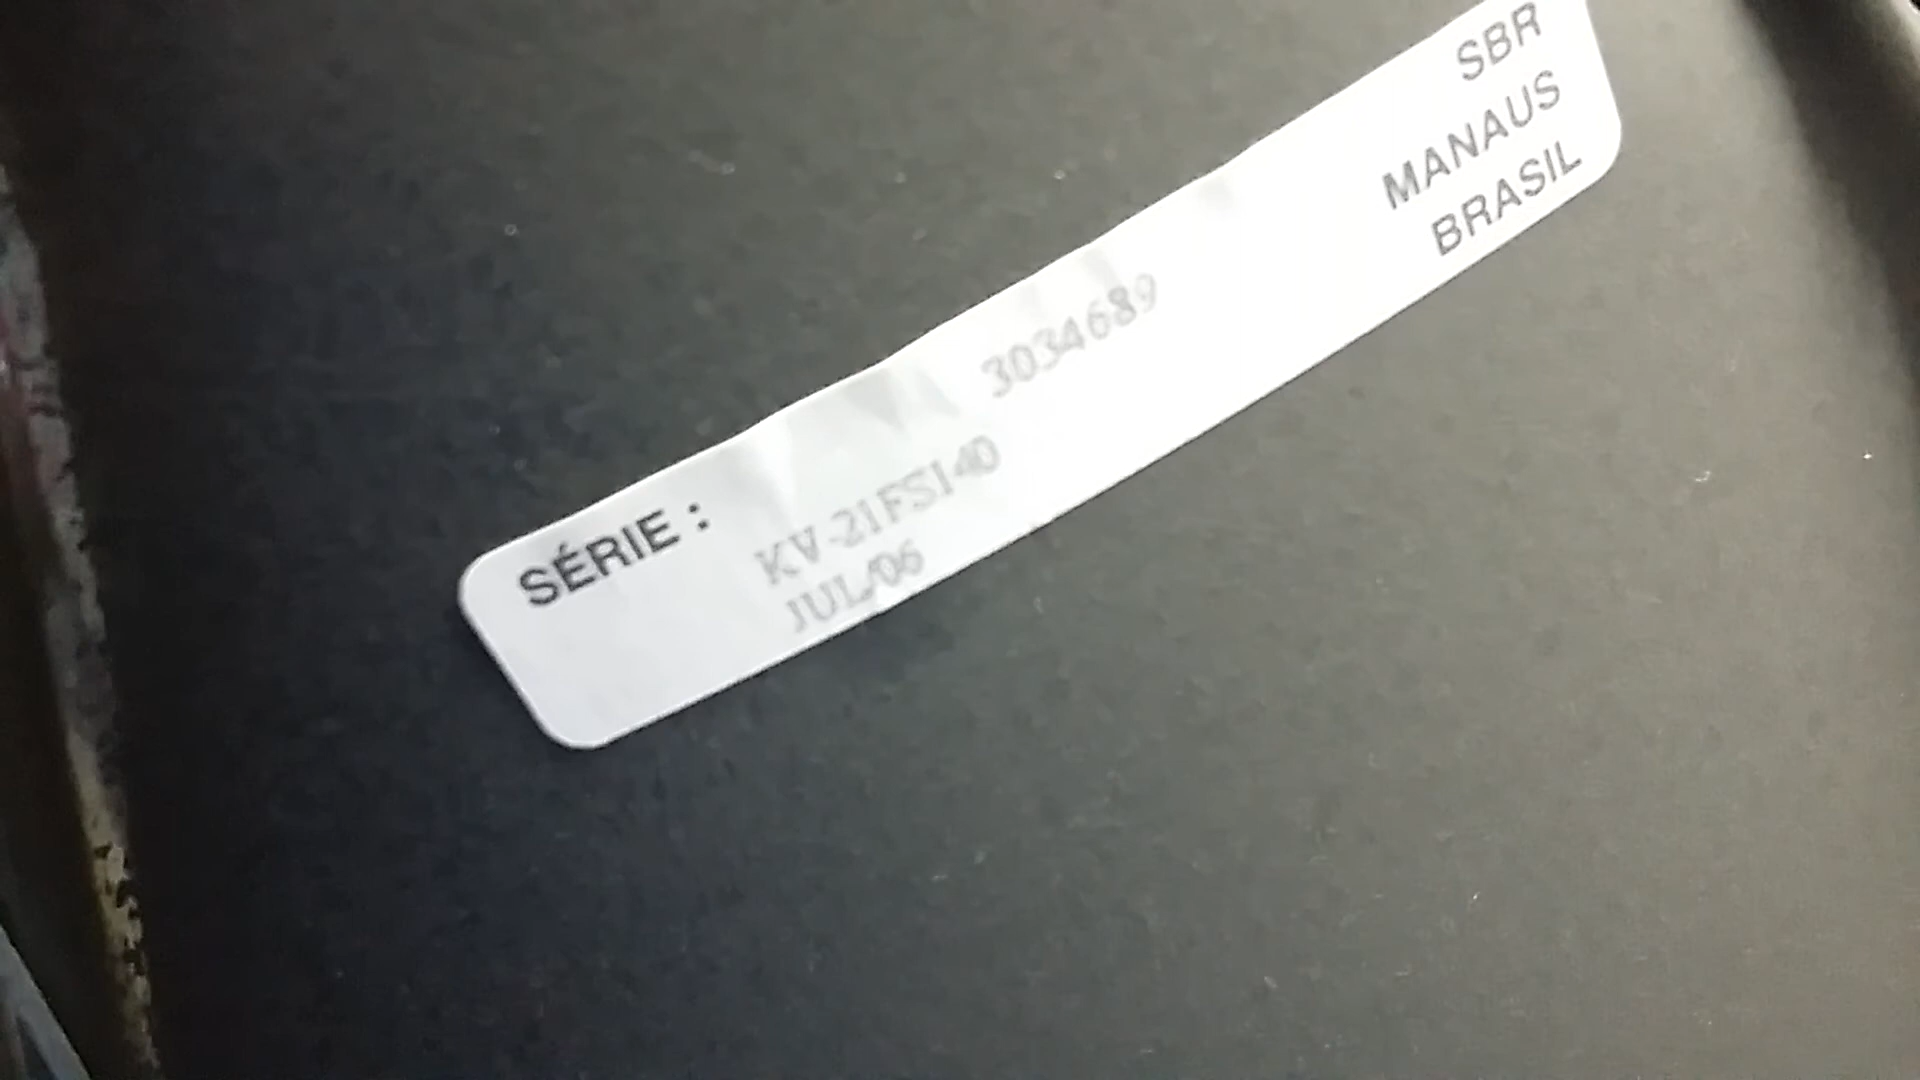 SÉRIE :
3034689
KV-21FS140
JUL/06
SBR
MANAUS
BRASIL